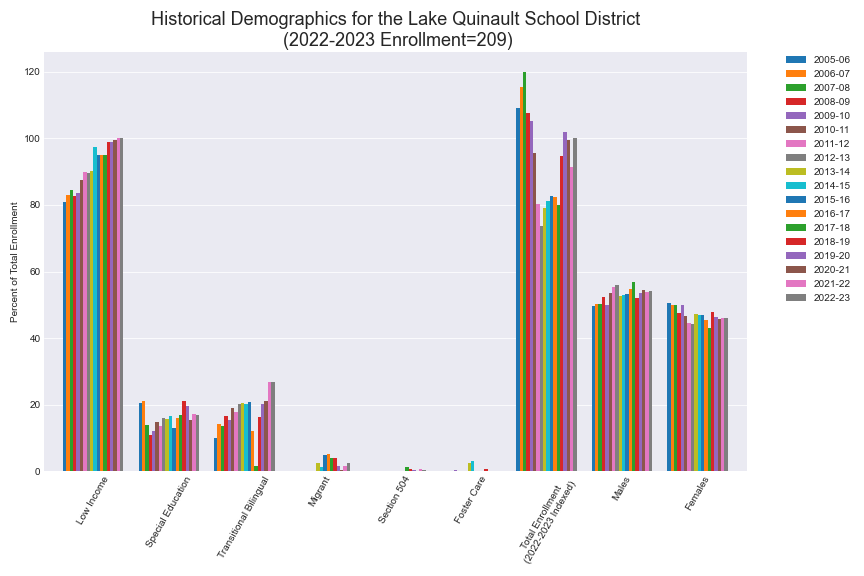 Historical Demographics for the Lake Quinault School District
(2022-2023 Enrollment=209)
Percent of Total Enrollment
120
100
80
60
40
20
0
Low Income
Special Education
Transitional Bilingual
Migrant
Section 504
Foster Care
Total Enrollment
(2022-2023 Indexed)
Males
Females
2005-06
2006-07
2007-08
2008-09
2009-10
2010-11
2011-12
2012-13
2013-14
2014-15
2015-16
2016-17
2017-18
2018-19
2019-20
2020-21
2021-22
2022-23